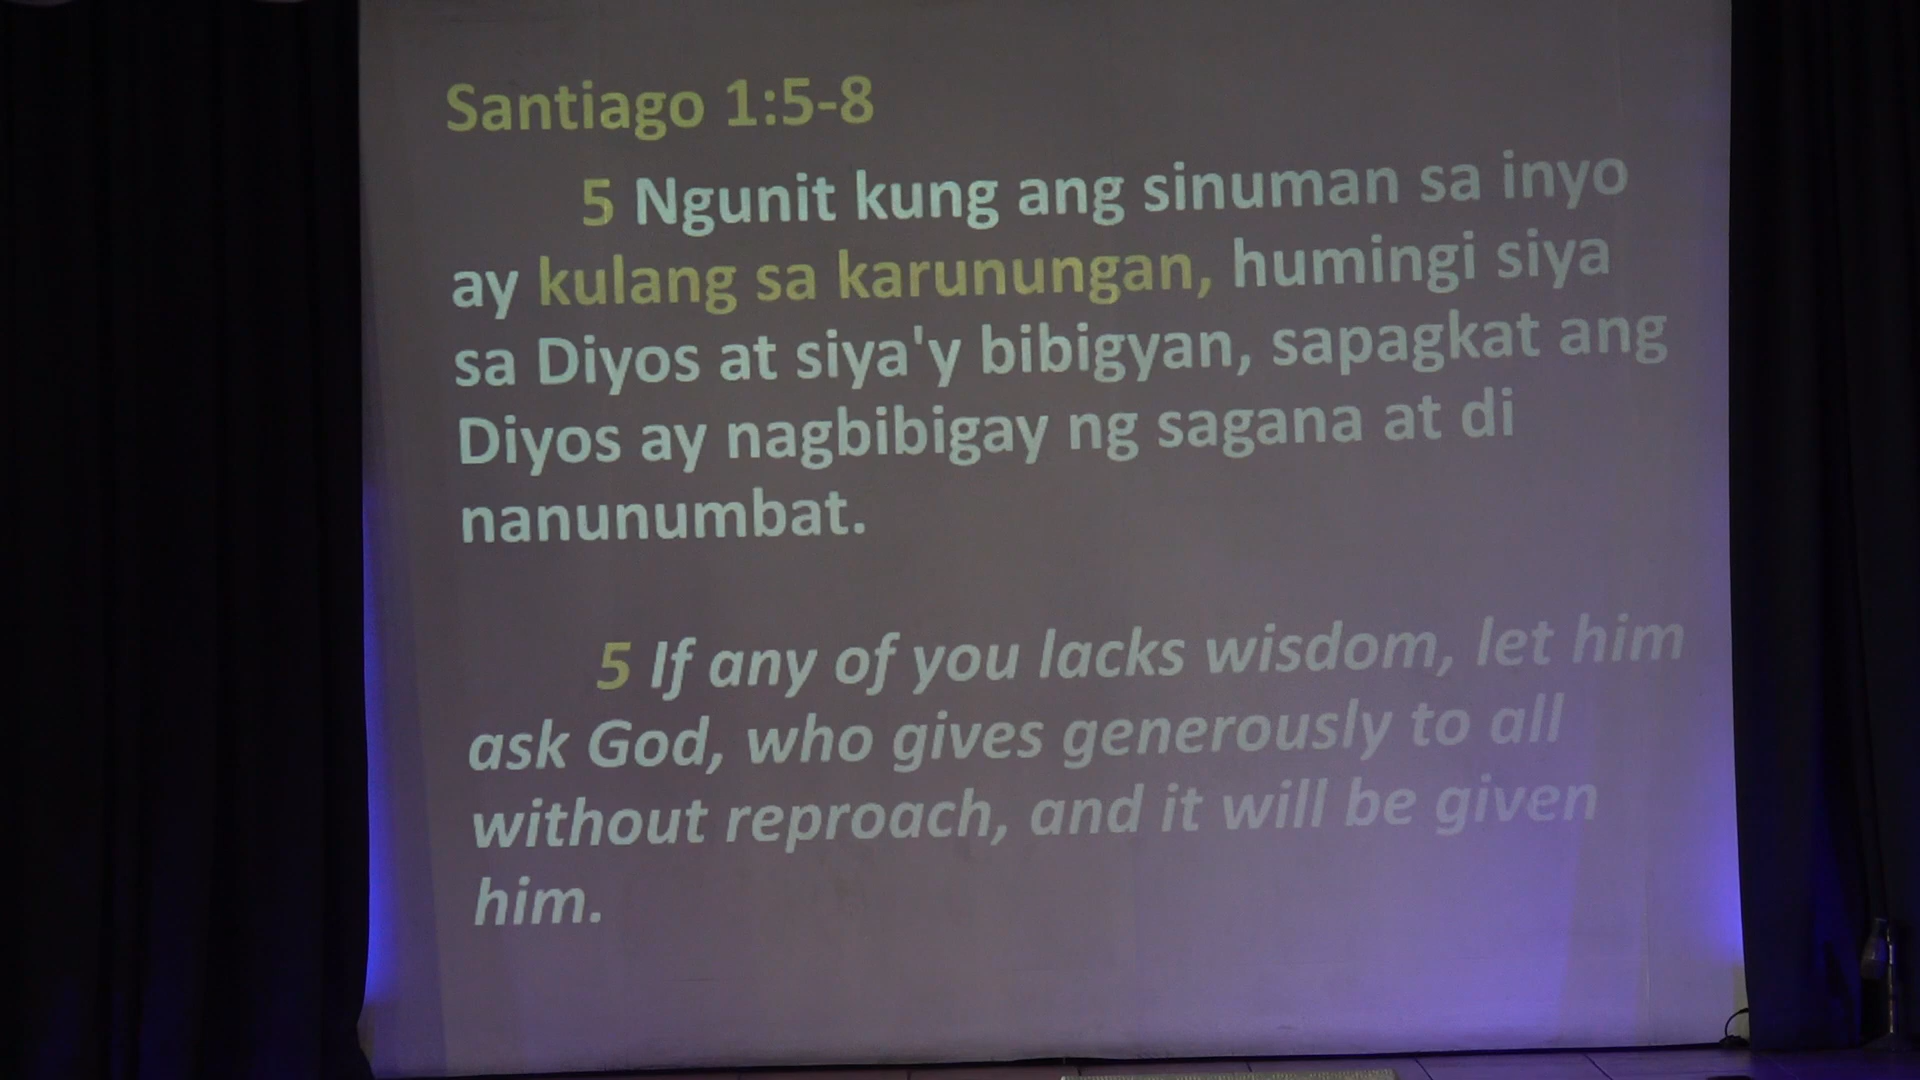 Santiago 1:5-8
5 Ngunit kung ang sinuman sa inyo
ay kulang sa karunungan, humingi siya
sa Diyos at siya'y bibigyan, sapagkat ang
Diyos ay nagbibigay ng sagana at di
nanunumbat.
5 If any of you lacks wisdom, let him
ask God, who gives generously to all
without reproach, and it will be given
him.